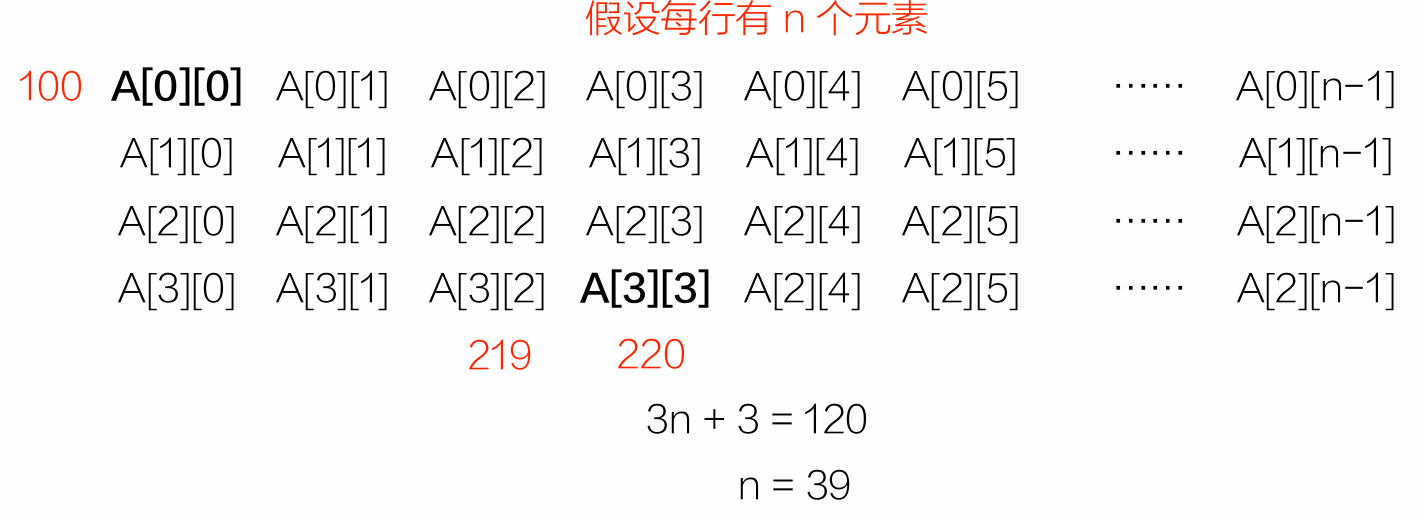 假设每行有 n 个元素
100 A[0][0] A[0][1] A[0][2] A[0][3] A[0][4] A[0][5] …… A[0][n-1]
A[1][0] A[1][1] A[1][2] A[1][3] A[1][4] A[1][5] …… A[1][n-1]
A[2][0] A[2][1] A[2][2] A[2][3] A[2][4] A[2][5] …… A[2][n-1]
A[3][0] A[3][1] A[3][2] A[3][3] A[2][4] A[2][5] …… A[2][n-1]
219 220
3n + 3 = 120
n = 39